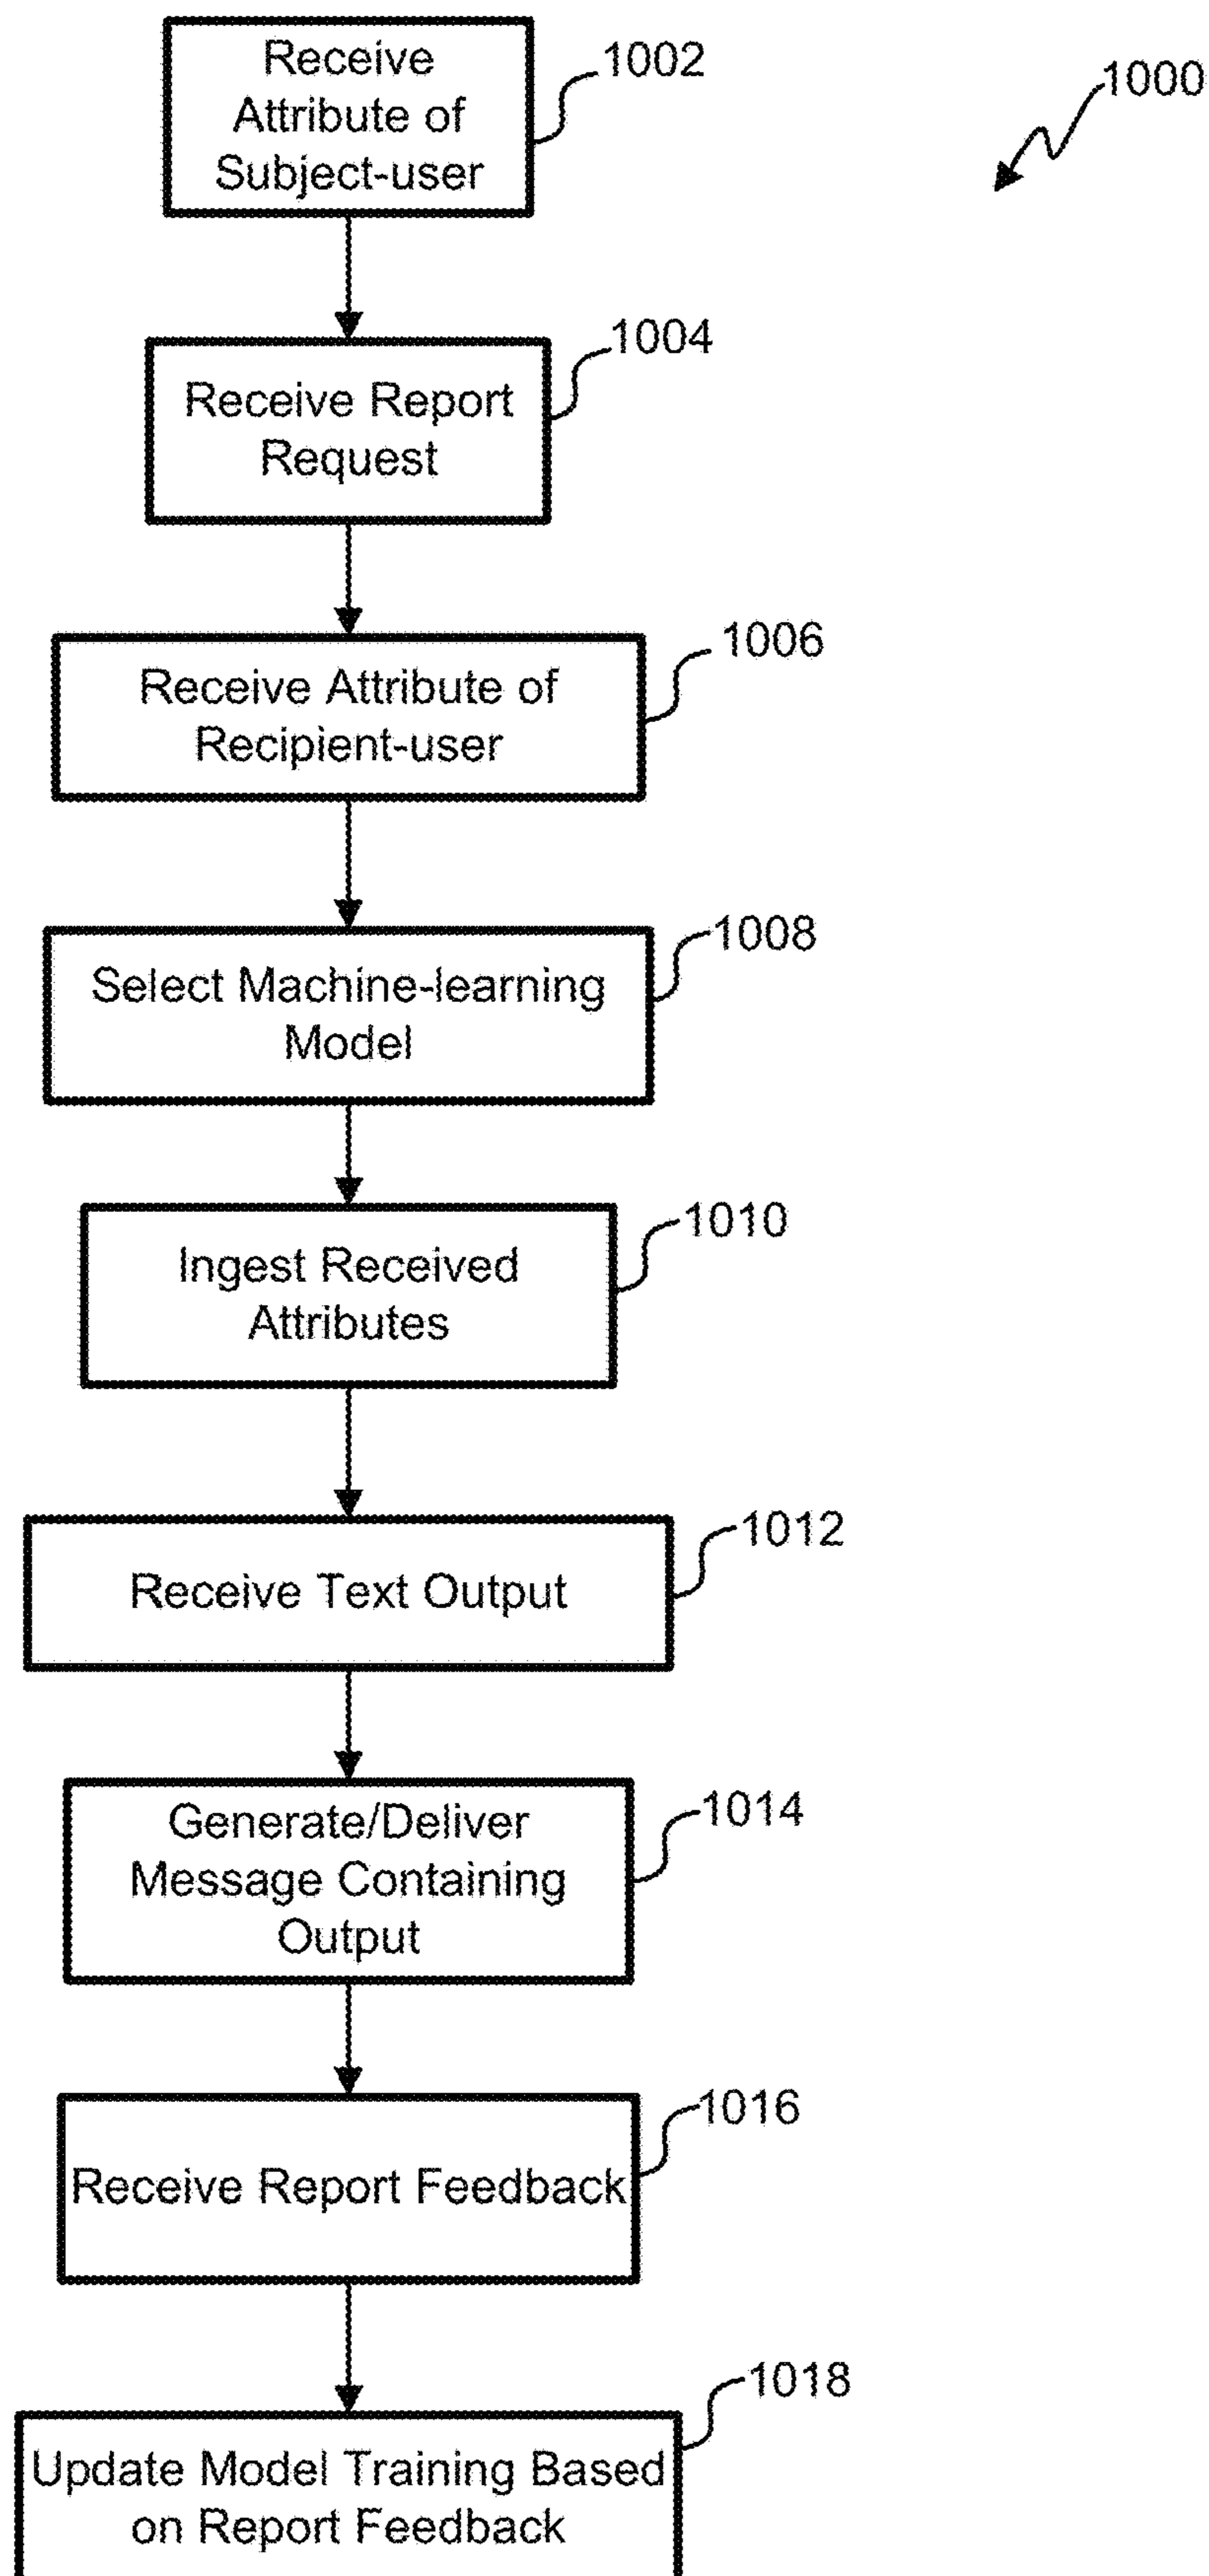 Receive
Attribute of
Subject-user
1002
1000
Receive Report
Request
1004
Receive Attribute of
Recipient-user
1006
Select Machine-learning
Model
1008
Ingest Received
Attributes
1010
Receive Text Output
1012
Generate/Deliver
Message Containing
Output
1014
Receive Report Feedback
1016
Update Model Training Based
on Report Feedback
1018